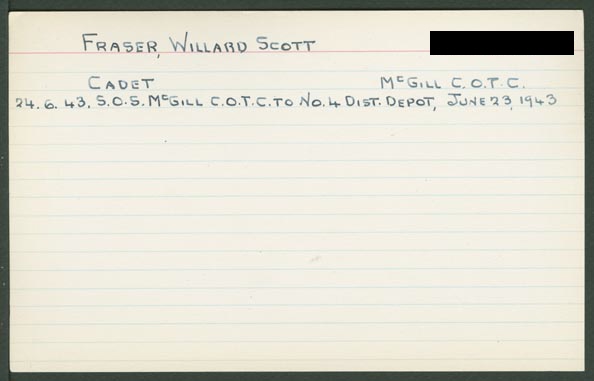 FRASER, WILLARD SCOTT
CADET McGILL C.O.T.C.
24.6.43. S.O.S. McGILL C.O.T.C. TO No. 4 DIST. DEPOT, JUNE 23, 1943